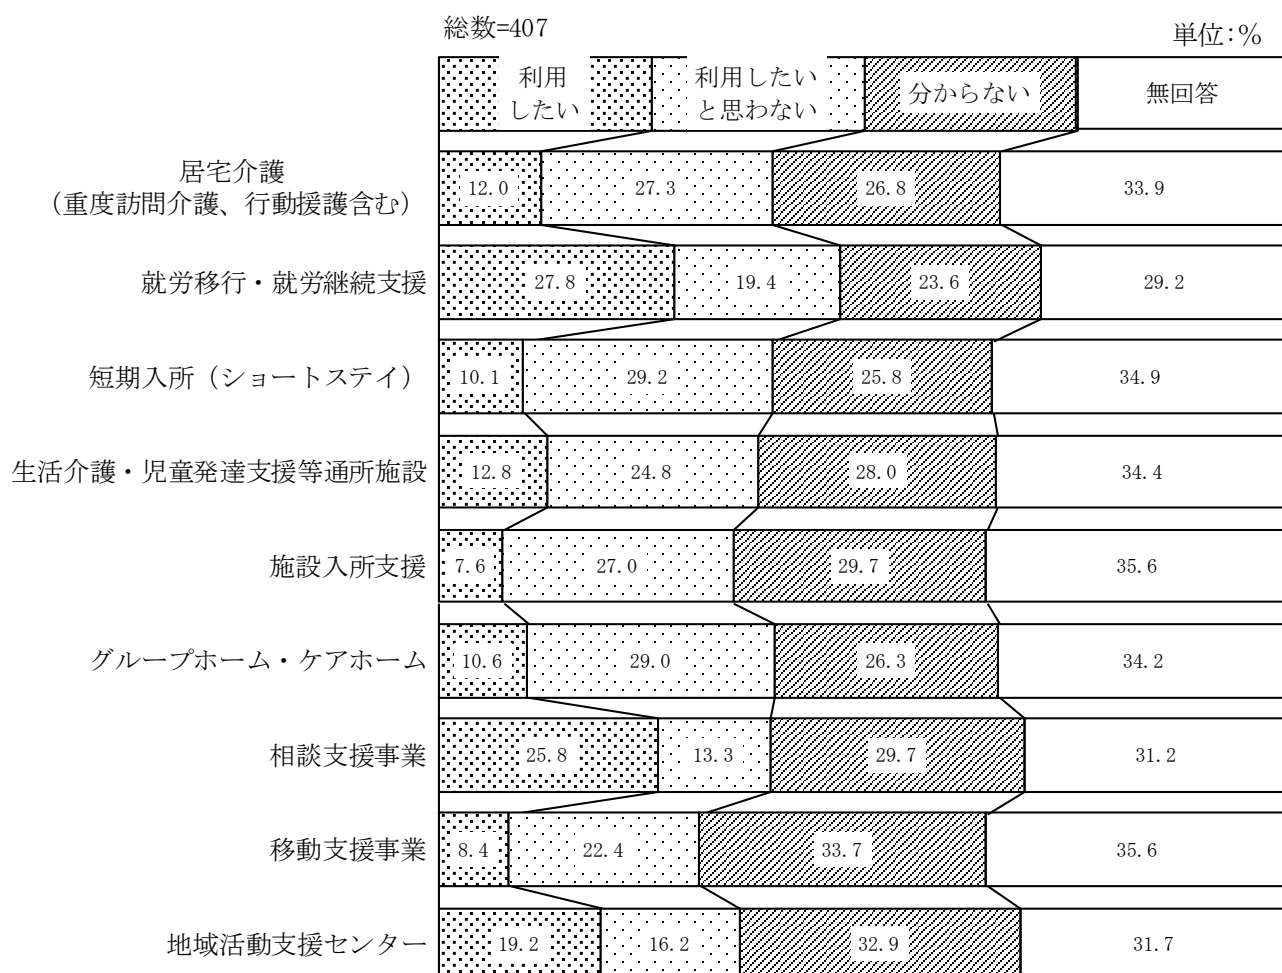 総数=407
単位:%
利用
したい
利用したい
と思わない
分からない
無回答
居宅介護
（重度訪問介護、行動援護含む）
12.0 27.3 26.8 33.9
就労移行・就労継続支援
27.8 19.4 23.6 29.2
短期入所（ショートステイ）
10.1 29.2 25.8 34.9
生活介護・児童発達支援等通所施設
12.8 24.8 28.0 34.4
施設入所支援
7.6 27.0 29.7 35.6
グループホーム・ケアホーム
10.6 29.0 26.3 34.2
相談支援事業
25.8 13.3 29.7 31.2
移動支援事業
8.4 22.4 33.7 35.6
地域活動支援センター
19.2 16.2 32.9 31.7